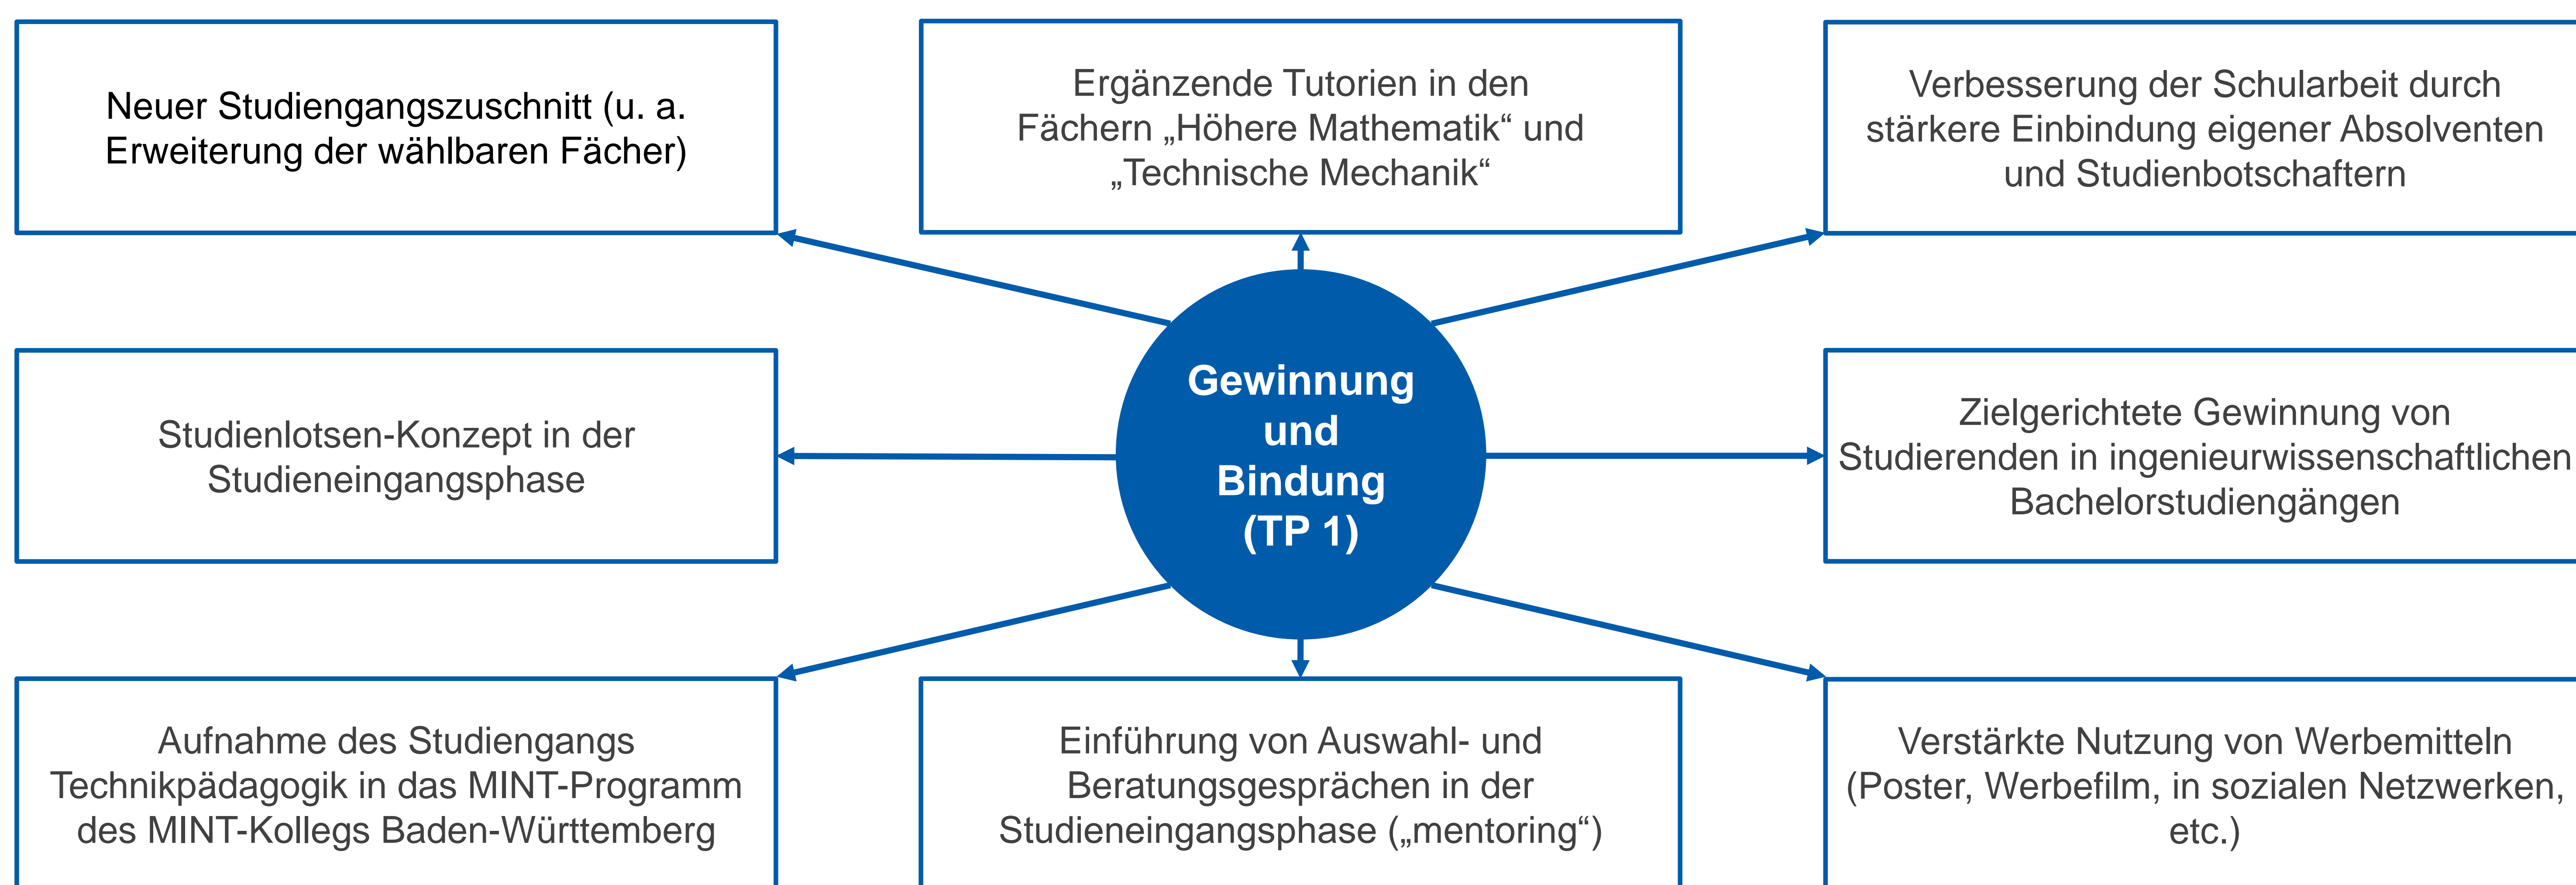 Neuer Studiengangszuschnitt (u. a.
Erweiterung der wählbaren Fächer)
Ergänzende Tutorien in den
Fächern „Höhere Mathematik“ und
„Technische Mechanik“
Verbesserung der Schularbeit durch
stärkere Einbindung eigener Absolventen
und Studienbotschaftern
Studienlotsen-Konzept in der
Studieneingangsphase
Gewinnung
und
Bindung
(TP 1)
Zielgerichtete Gewinnung von
Studierenden in ingenieurwissenschaftlichen
Bachelorstudiengängen
Aufnahme des Studiengangs
Technikpädagogik in das MINT-Programm
des MINT-Kollegs Baden-Württemberg
Einführung von Auswahl- und
Beratungsgesprächen in der
Studieneingangsphase („mentoring“)
Verstärkte Nutzung von Werbemitteln
(Poster, Werbefilm, in sozialen Netzwerken,
etc.)